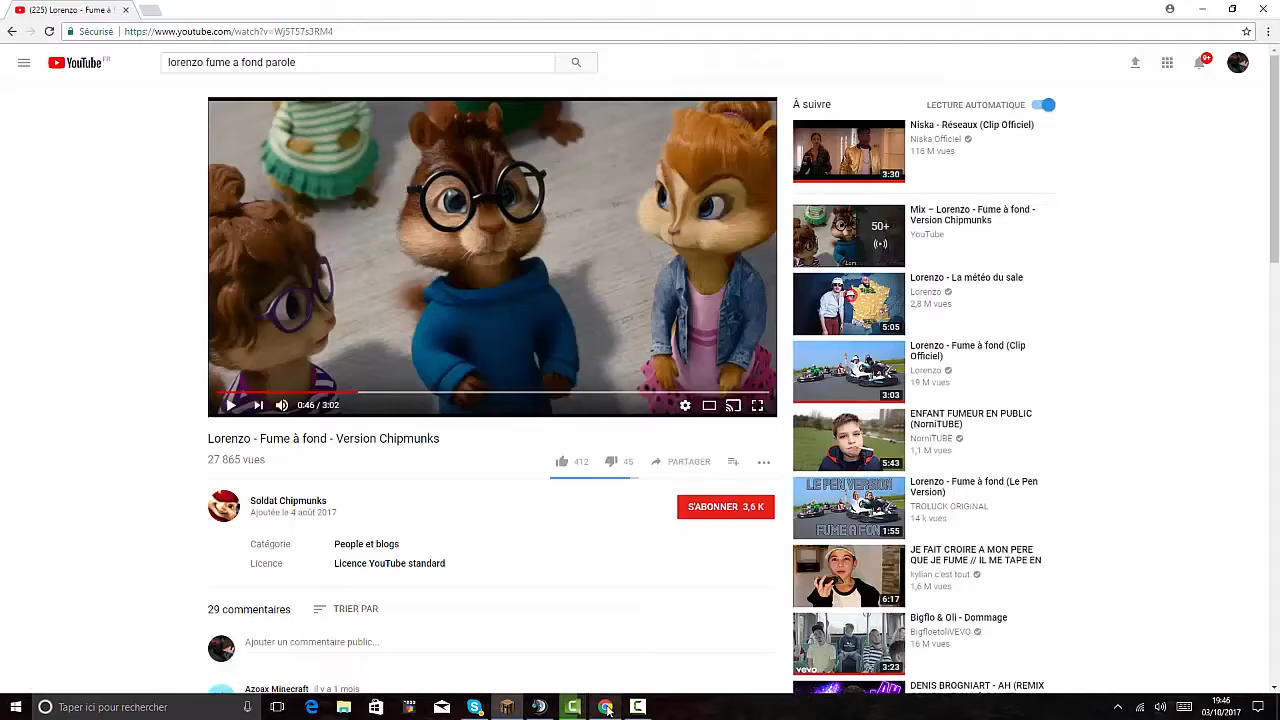 (225) Lorenzo - Fume à f
Sécurisé
https://www.youtube.com/watch?v=Wj5T57s3RM4
YouTube FR
lorenzo fume a fond parole
9+
À suivre
LECTURE AUTOMATIQUE
Niska - Réseaux (Clip Officiel)
Niska Officiel
116 M vues
3:30
Mix – Lorenzo - Fume à fond -
Version Chipmunks
YouTube
50+
Lorenzo - La météo du sale
Lorenzo
2,8 M vues
5:05
Lorenzo - Fume à fond (Clip
Officiel)
Lorenzo
19 M vues
3:03
0:46 / 3:02
ENFANT FUMEUR EN PUBLIC
(NorniTUBE)
NorniTUBE
1,1 M vues
5:43
Lorenzo - Fume à fond - Version Chipmunks
27 865 vues
412
45
PARTAGER
Lorenzo - Fume à fond (Le Pen
Version)
TROLUCK ORIGINAL
14 k vues
LE PEN VERSION
FUME A FON
1:55
Soldat Chipmunks
Ajoutée le 4 août 2017
S'ABONNER 3,6 K
Catégorie
People et blogs
Licence
Licence YouTube standard
JE FAIT CROIRE A MON PERE
QUE JE FUME // IL ME TAPE EN
kylian c'est tout
1,6 M vues
6:17
29 commentaires
TRIER PAR
Ajouter un commentaire public...
Bigflo & Oli - Dommage
BigfloetoliVEVO
16 M vues
vevo
3:23
Azoax Minecraft Il y a 1 mois
DENIS BROGNIART - AH (REMIX
AH
Taper ici pour rechercher
19:46
03/10/2017